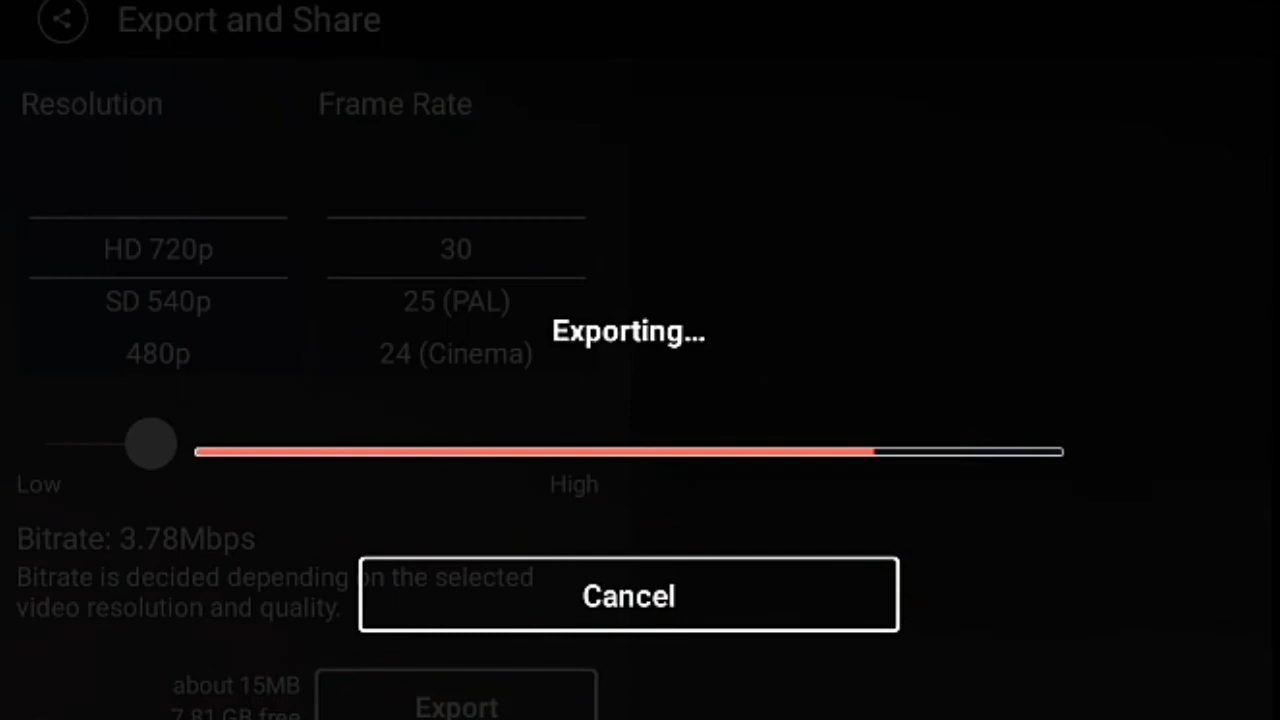 Export and Share
Resolution
Frame Rate
HD 720p
30
SD 540p
25 (PAL)
480p
24 (Cinema)
Exporting...
Low
High
Bitrate: 3.78Mbps
Bitrate is decided depending on the selected
video resolution and quality.
Cancel
about 15MB
7.81 GB free
Export